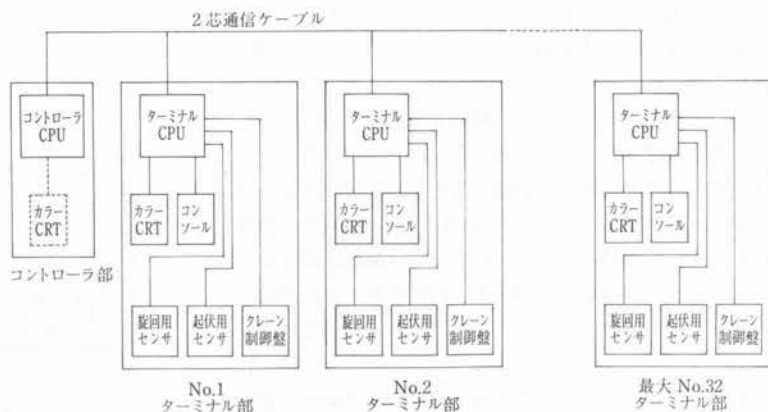 2芯通信ケーブル
コントローラ
CPU
カラー
CRT
コントローラ部
ターミナル
CPU
カラー
CRT
コン
ソール
旋回用
センサ
起伏用
センサ
クレーン
制御盤
No.1
ターミナル部
ターミナル
CPU
カラー
CRT
コン
ソール
旋回用
センサ
起伏用
センサ
クレーン
制御盤
No.2
ターミナル部
ターミナル
CPU
カラー
CRT
コン
ソール
旋回用
センサ
起伏用
センサ
クレーン
制御盤
最大 No.32
ターミナル部